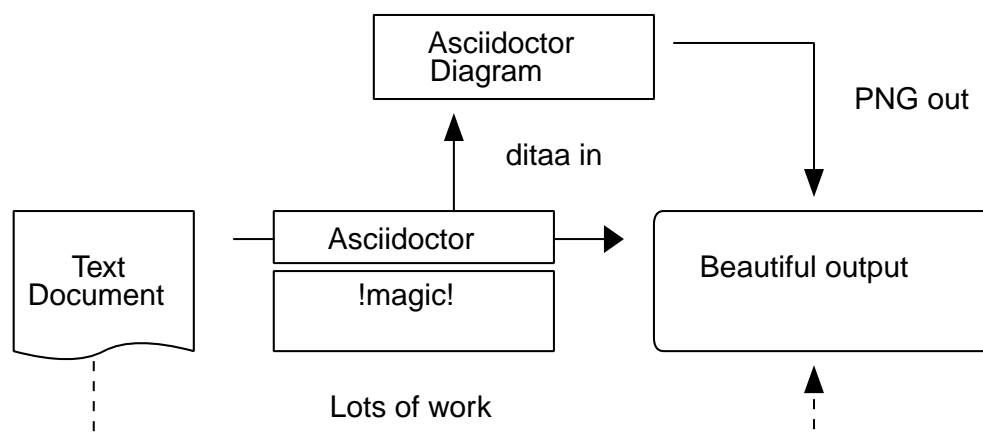 Asciidoctor
Diagram
PNG out
ditaa in
Asciidoctor
Text
Document
Beautiful output
!magic!
Lots of work